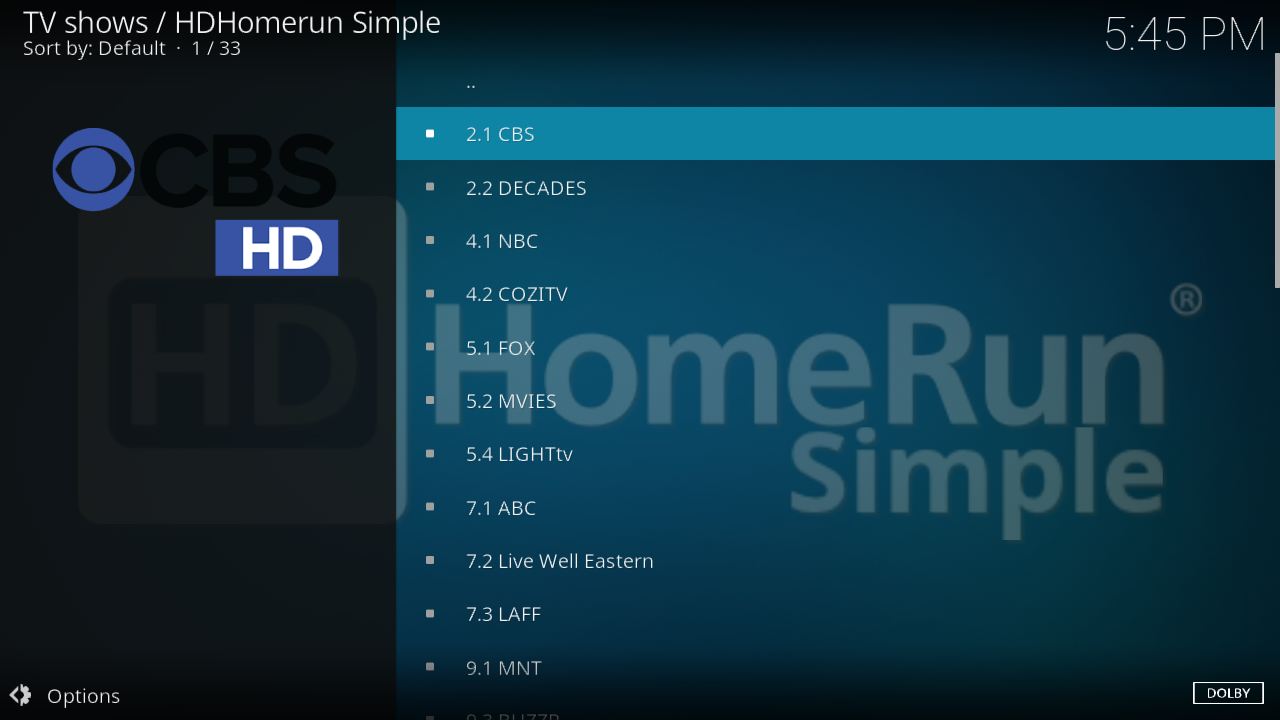 TV shows / HDHomerun Simple
Sort by: Default · 1 / 33
5:45 PM
CBS
HD
..
2.1 CBS
2.2 DECADES
4.1 NBC
4.2 COZITV
5.1 FOX
5.2 MVIES
5.4 LIGHTtv
7.1 ABC
7.2 Live Well Eastern
7.3 LAFF
9.1 MNT
HD HomeRun®
Simple
Options
DOLBY